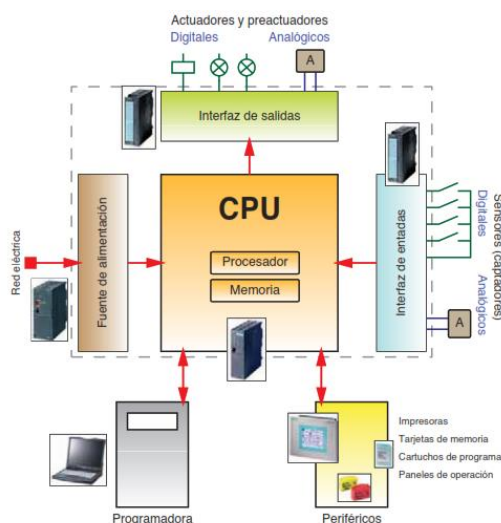 Actuadores y preactuadores
Digitales
Analógicos
A
Interfaz de salidas
CPU
Procesador
Memoria
Red eléctrica
Fuente de alimentación
Interfaz de entadas
Digitales
Sensores (captadores)
Analógicos
A
Impresoras
Tarjetas de memoria
Cartuchos de programa
Paneles de operación
Programadora
Periféricos